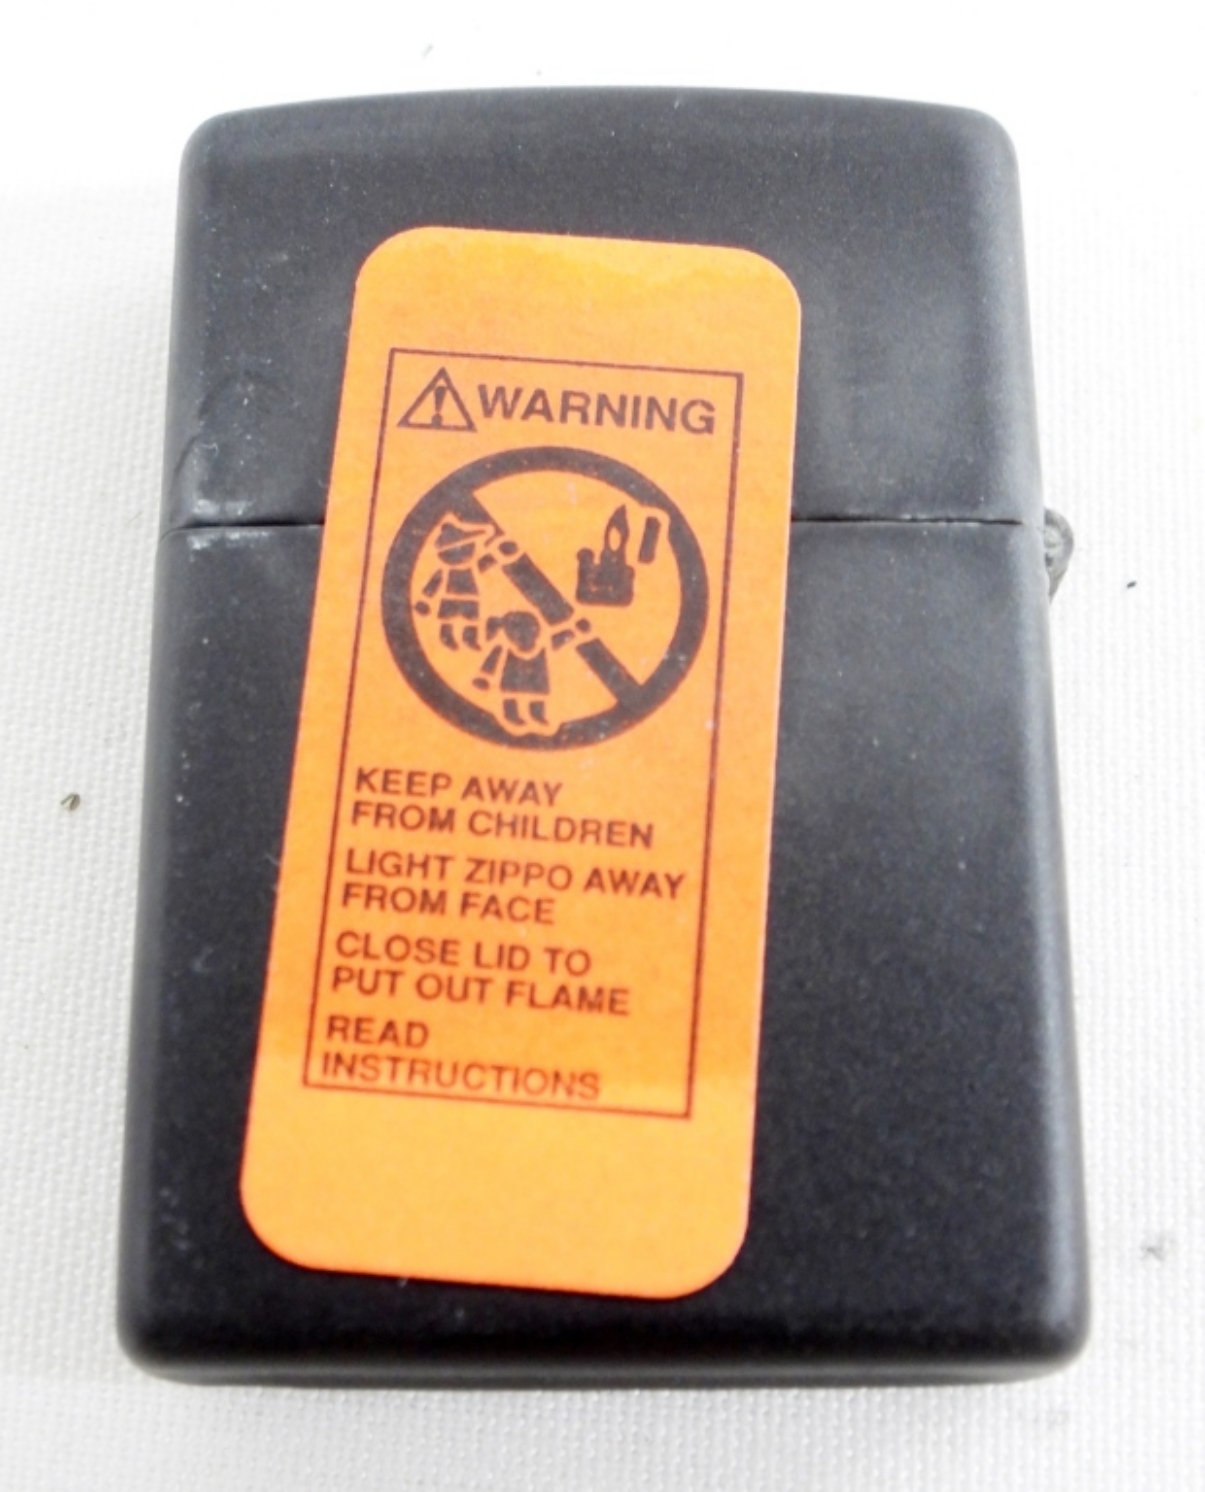 WARNING
KEEP AWAY
FROM CHILDREN
LIGHT ZIPPO AWAY
FROM FACE
CLOSE LID TO
PUT OUT FLAME
READ
INSTRUCTIONS